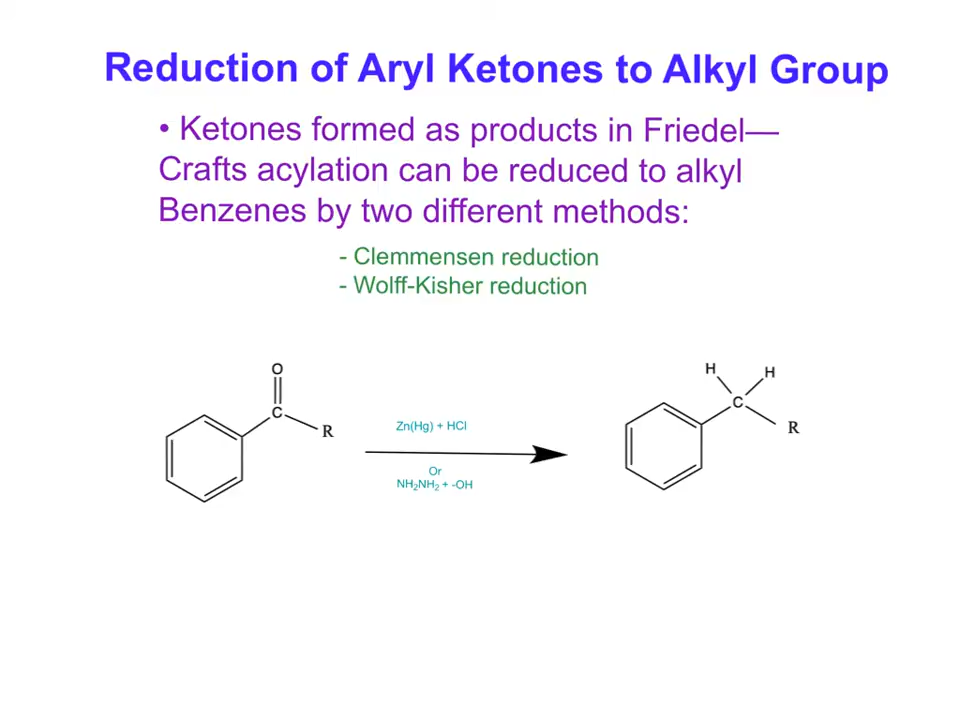 Reduction of Aryl Ketones to Alkyl Group
• Ketones formed as products in Friedel—
Crafts acylation can be reduced to alkyl
Benzenes by two different methods:
- Clemmensen reduction
- Wolff-Kisher reduction
O
C
R
Zn(Hg) + HCl
Or
NH₂NH₂ + -OH
H
H
C
R